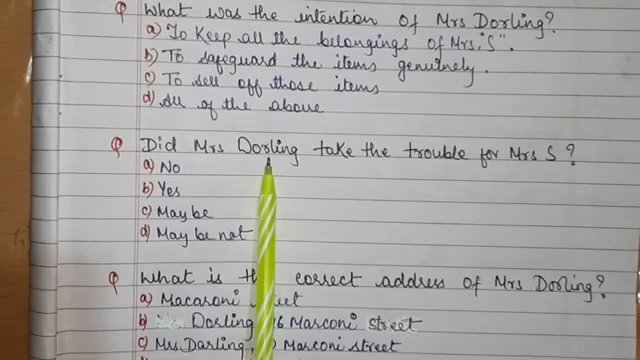 Q What was the intention of Mrs Dorling?
a) To Keep all the belongings of Mrs. "S".
b) To safeguard the items genuinely.
c) To sell off those items
d) All of the above
Q Did Mrs Dorling take the trouble for Mrs S?
a) No
b) Yes
c) May be
d) May be not
Q What is correct address of Mrs Dorling?
a) Macaroni
b) Dorling Marconi street
c) Mrs. Darling, Marconi street